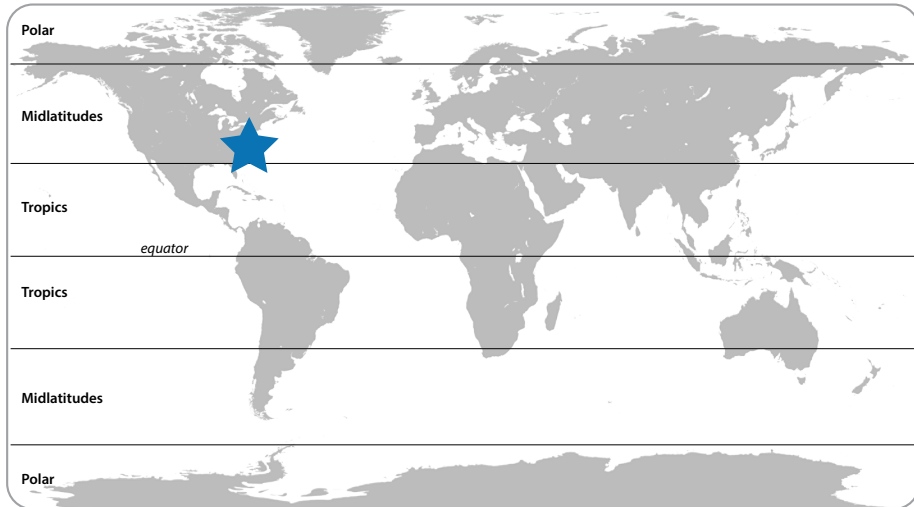 Polar
Midlatitudes
Tropics
equator
Tropics
Midlatitudes
Polar